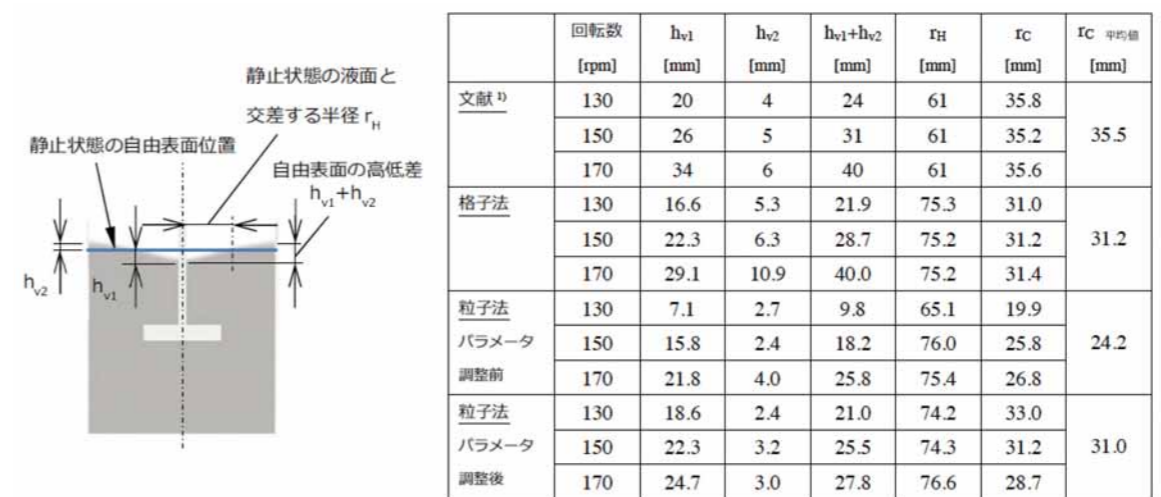 静止状態の液面と
交差する半径 rH
静止状態の自由表面位置
自由表面の高低差
hv1+hv2
hv2
hv1
回転数 hv1 hv2 hv1+hv2 rH rC rC 平均値
[rpm] [mm] [mm] [mm] [mm] [mm] [mm]
文献 1) 130 20 4 24 61 35.8
150 26 5 31 61 35.2 35.5
170 34 6 40 61 35.6
格子法 130 16.6 5.3 21.9 75.3 31.0
150 22.3 6.3 28.7 75.2 31.2 31.2
170 29.1 10.9 40.0 75.2 31.4
粒子法 130 7.1 2.7 9.8 65.1 19.9
パラメータ 150 15.8 2.4 18.2 76.0 25.8 24.2
調整前 170 21.8 4.0 25.8 75.4 26.8
粒子法 130 18.6 2.4 21.0 74.2 33.0
パラメータ 150 22.3 3.2 25.5 74.3 31.2 31.0
調整後 170 24.7 3.0 27.8 76.6 28.7